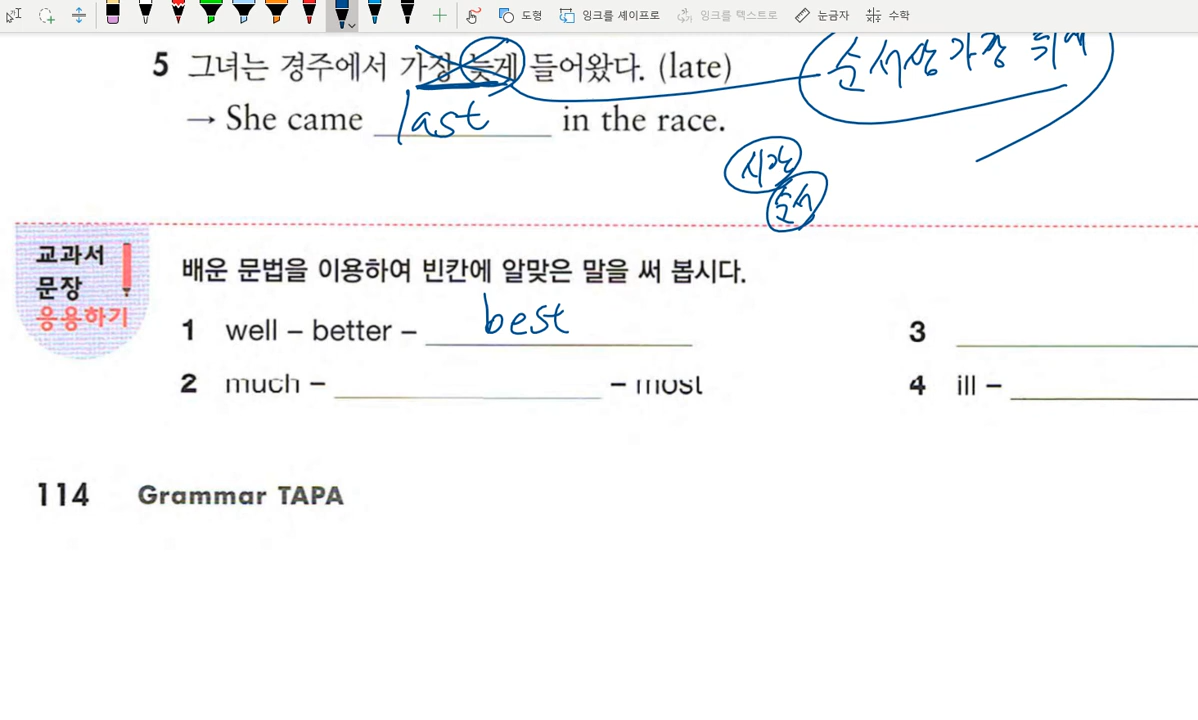 도형 잉크를 셰이프로 잉크를 텍스트로 눈금자 수학
5 그녀는 경주에서 가장 늦게 들어왔다. (late)
순서상 가장 뒤에
→ She came last in the race.
시간
순서
교과서
문장
응용하기
배운 문법을 이용하여 빈칸에 알맞은 말을 써 봅시다.
1 well – better – best
3
2 much – – most
4 ill –
114 Grammar TAPA